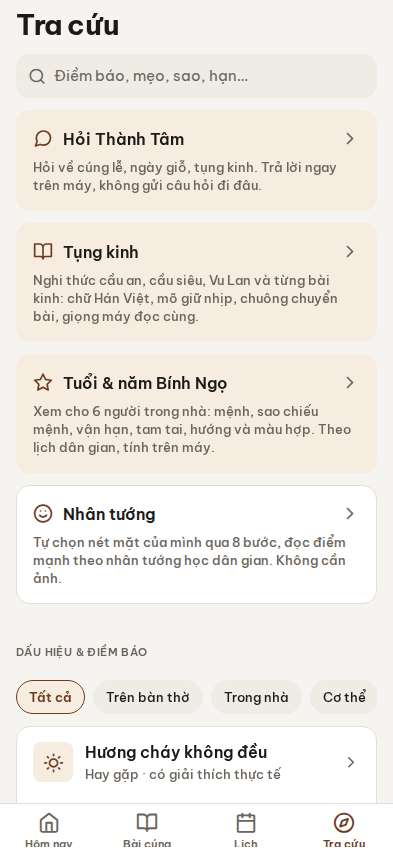 Tra cứu
Điềm báo, mẹo, sao, hạn...
Hỏi Thành Tâm
Hỏi về cúng lễ, ngày giỗ, tụng kinh. Trả lời ngay
trên máy, không gửi câu hỏi đi đâu.
Tụng kinh
Nghi thức cầu an, cầu siêu, Vu Lan và từng bài
kinh: chữ Hán Việt, mõ giữ nhịp, chuông chuyển
bài, giọng máy đọc cùng.
Tuổi & năm Bính Ngọ
Xem cho 6 người trong nhà: mệnh, sao chiếu
mệnh, vận hạn, tam tai, hướng và màu hợp. Theo
lịch dân gian, tính trên máy.
Nhân tướng
Tự chọn nét mặt của mình qua 8 bước, đọc điểm
mạnh theo nhân tướng học dân gian. Không cần
ảnh.
DẤU HIỆU & ĐIỀM BÁO
Tất cả Trên bàn thờ Trong nhà Cơ thể
Hương cháy không đều
Hay gặp · có giải thích thực tế
Hôm nay Bài cúng Lịch Tra cứu